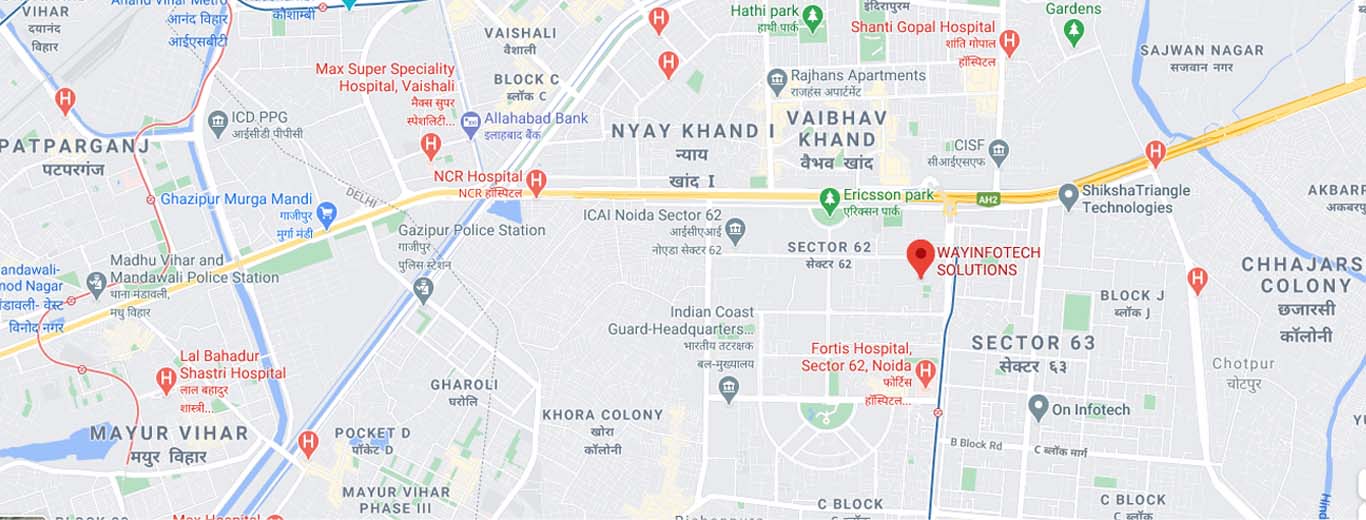 VIHAR
दयानंद
विहार
आनंद विहार
आईएसबीटी
कौशाम्बी
VAISHALI
वैशाली
Hathi park
हाथी पार्क
इंदिरापुरम
Shanti Gopal Hospital
शांति गोपाल
हॉस्पिटल
Gardens
SAJWAN NAGAR
सजवान नगर
Max Super Speciality
Hospital, Vaishali
मैक्स सुपर
स्पेशलिटी...
BLOCK C
ब्लॉक C
Rajhans Apartments
राजहंस अपार्टमेंट
ICD PPG
आईसीडी पीपीसी
Allahabad Bank
इलाहबाद बैंक
NYAY KHAND I
न्याय
खांड I
VAIBHAV
KHAND
वैभव खांद
CISF
सीआईएसएफ
PATPARGANJ
पटपरगंज
NCR Hospital
NCR हॉस्पिटल
DELHI
Ghazipur Murga Mandi
गाजीपुर
मुर्गा मंडी
Ericsson park
एरिक्सन पार्क
AH2
ShikshaTriangle
Technologies
Gazipur Police Station
गाजीपुर
पुलिस स्टेशन
ICAI Noida Sector 62
आईसीएआई
नोएडा सेक्टर 62
SECTOR 62
सेक्टर 62
WAYINFOTECH
SOLUTIONS
Madhu Vihar and
Mandawali Police Station
थाना मंडावली,
मधु विहार
विनोद नगर
CHHAJARS
COLONY
छजारसी
कॉलोनी
BLOCK J
ब्लॉक J
Indian Coast
Guard-Headquarters...
भारतीय तटरक्षक
बल-मुख्यालय
SECTOR 63
सेक्टर ६३
Fortis Hospital,
Sector 62, Noida
फोर्टिस
हॉस्पिटल...
Lal Bahadur
Shastri Hospital
लाल बहादुर
शास्त्री...
Chotpur
चोटपुर
GHAROLI
घरोलि
KHORA COLONY
खोरा
कॉलोनी
On Infotech
MAYUR VIHAR
मयुर विहार
POCKET D
पॉकेट D
B Block Rd
C ब्लॉक मार्ग
MAYUR VIHAR
PHASE III
C BLOCK
C BLOCK